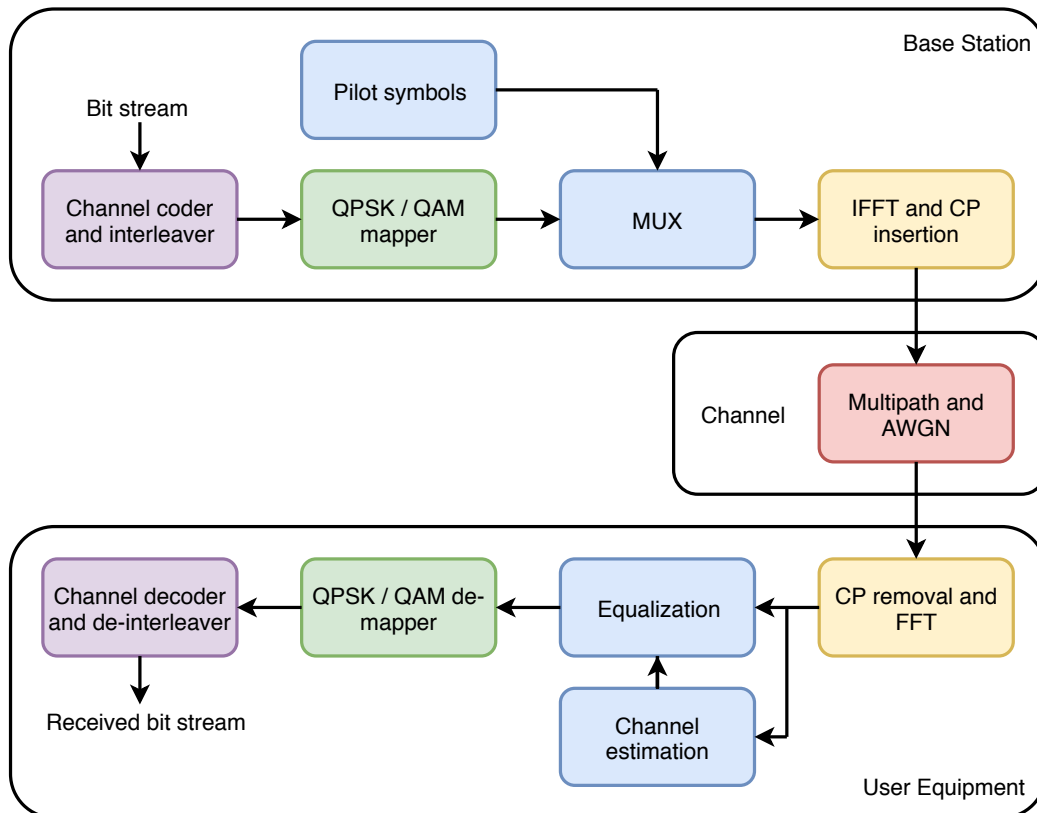 Base Station
Pilot symbols
Bit stream
Channel coder
and interleaver
QPSK / QAM
mapper
MUX
IFFT and CP
insertion
Channel
Multipath and
AWGN
Channel decoder
and de-interleaver
QPSK / QAM de-
mapper
Equalization
CP removal and
FFT
Received bit stream
Channel
estimation
User Equipment